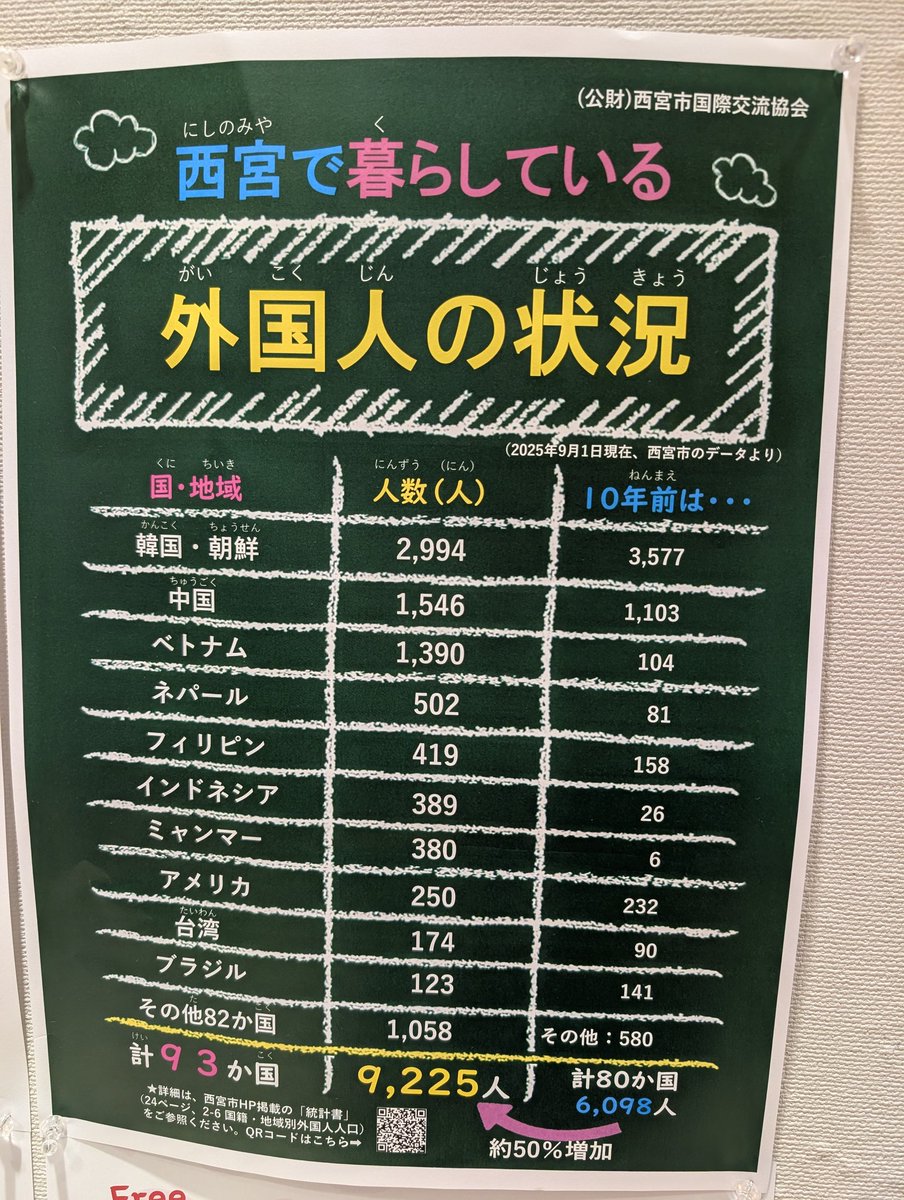 (公財)西宮市国際交流協会
にしのみや く
西宮で暮らしている
がい こく じん じょう きょう
外国人の状況
(2025年9月1日現在、西宮市のデータより)
くに ちいき にんずう (にん) ねんまえ
国・地域 人数(人) 10年前は・・・
かんこく ちょうせん
韓国・朝鮮 2,994 3,577
ちゅうごく
中国 1,546 1,103
ベトナム 1,390 104
ネパール 502 81
フィリピン 419 158
インドネシア 389 26
ミャンマー 380 6
アメリカ 250 232
たいわん
台湾 174 90
ブラジル 123 141
た こく
その他82か国 1,058 その他:580
けい こく
計93か国 9,225人 計80か国
6,098人
約50%増加
★詳細は、西宮市HP掲載の「統計書」
(24ページ、2-6 国籍・地域別外国人人口)
をご参照ください。QRコードはこちら➡
Free